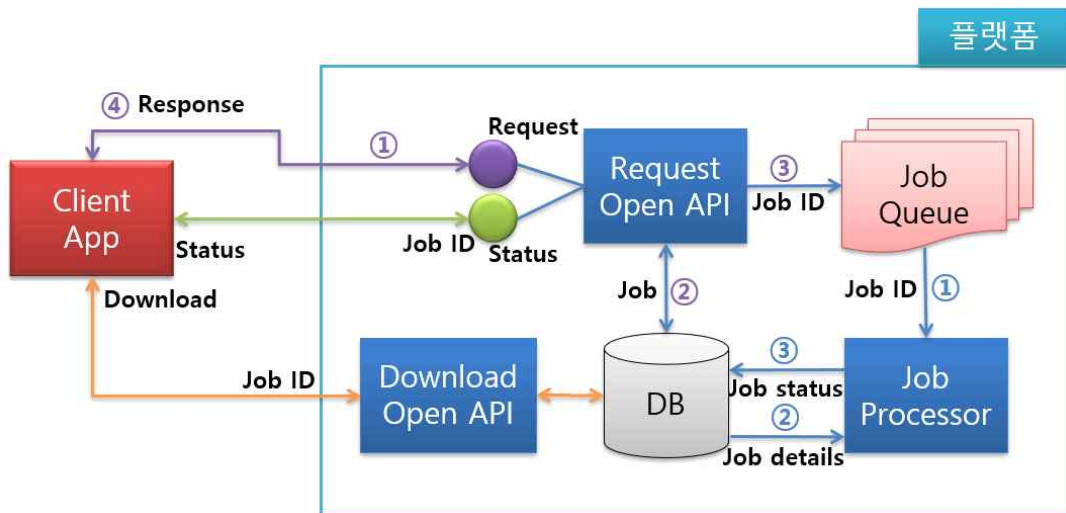 플랫폼
④ Response
①
Request
Client
App
Request
Open API
③
Job ID
Job
Queue
Status
Job ID
Status
Download
Job
②
Job ID
①
Job ID
Download
Open API
DB
③
Job status
②
Job details
Job
Processor